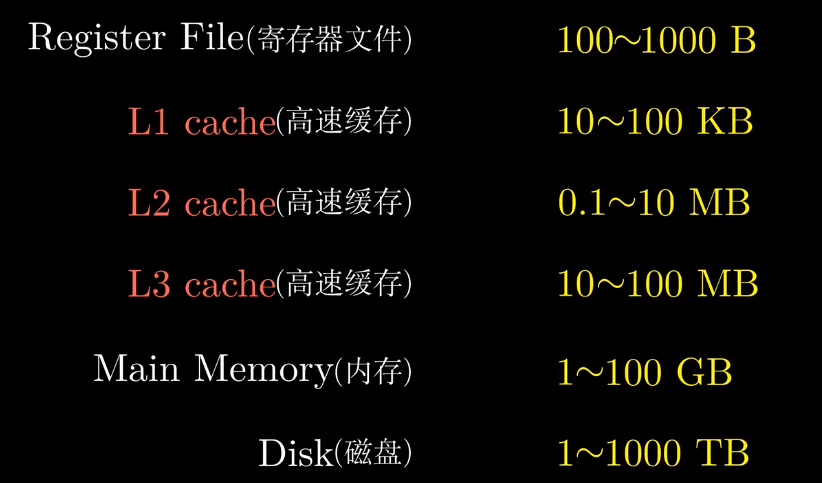 Register File(寄存器文件) 100~1000 B
L1 cache(高速缓存) 10~100 KB
L2 cache(高速缓存) 0.1~10 MB
L3 cache(高速缓存) 10~100 MB
Main Memory(内存) 1~100 GB
Disk(磁盘) 1~1000 TB